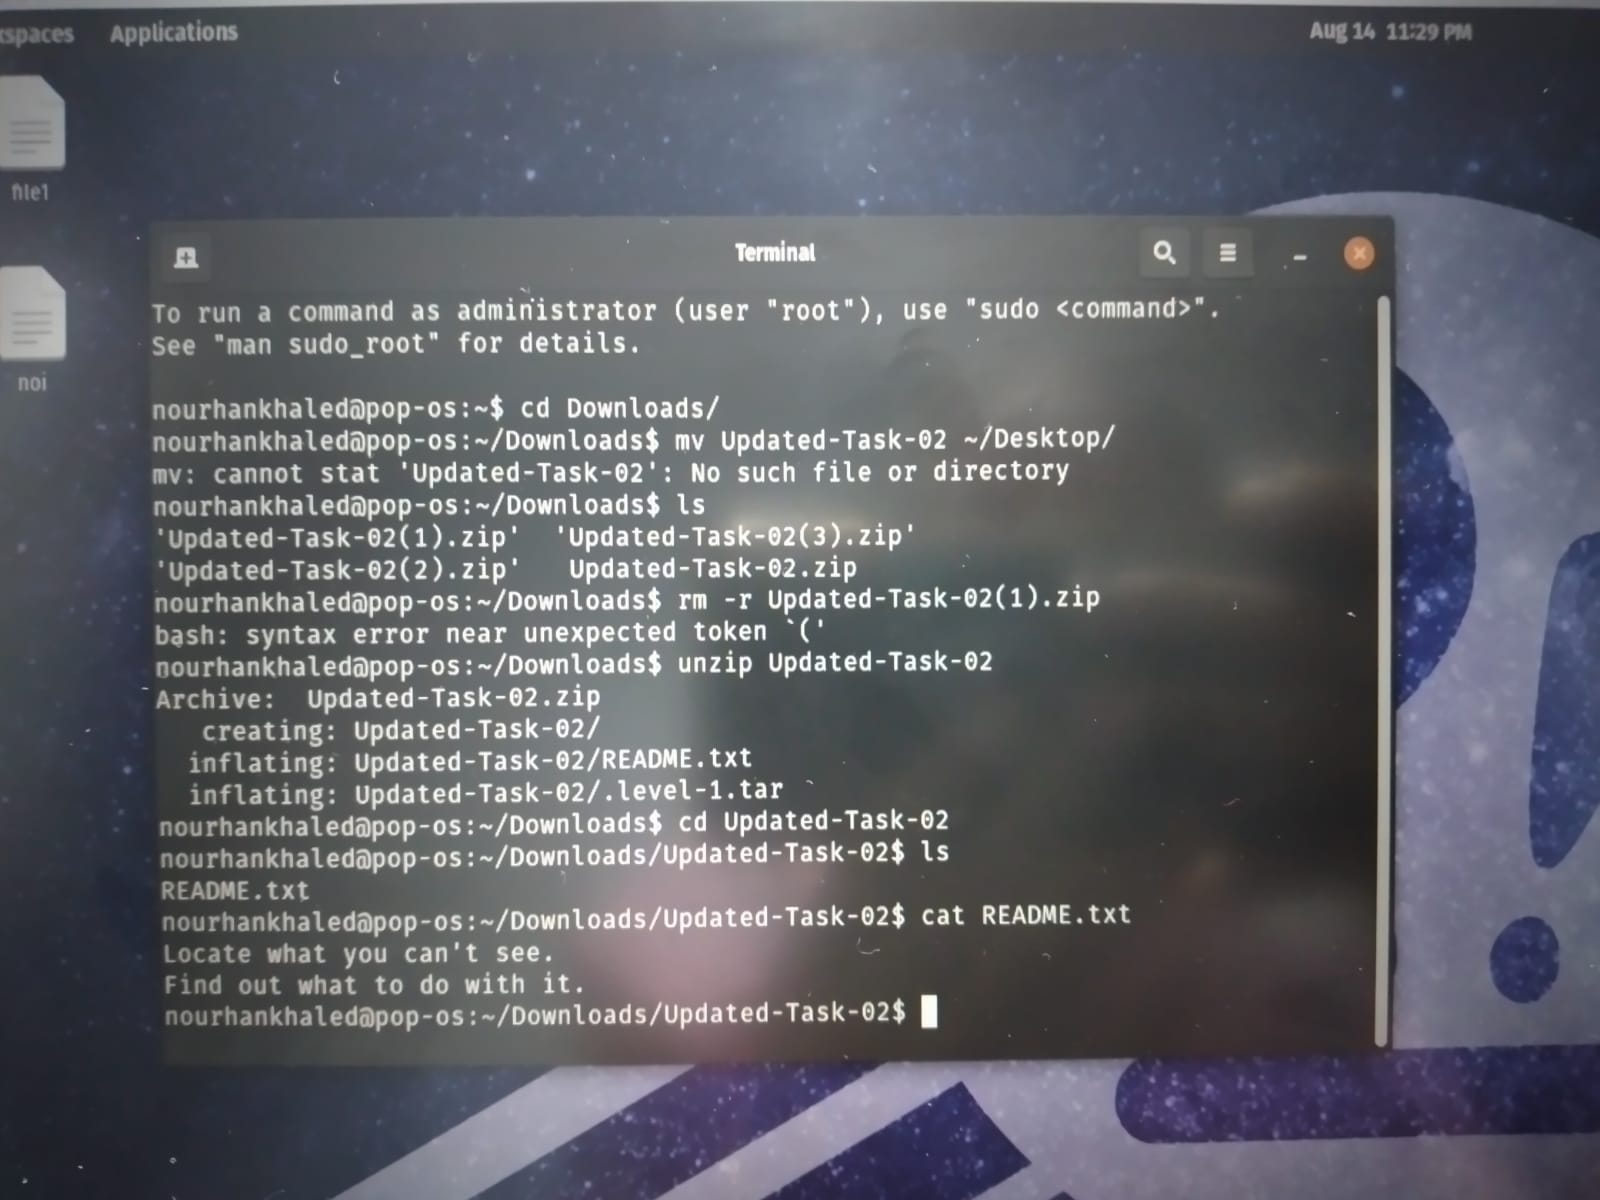 Applications
Aug 14 11:29 PM
file1
noi
Terminal
To run a command as administrator (user "root"), use "sudo <command>".
See "man sudo_root" for details.
nourhankhaled@pop-os:~$ cd Downloads/
nourhankhaled@pop-os:~/Downloads$ mv Updated-Task-02 ~/Desktop/
mv: cannot stat 'Updated-Task-02': No such file or directory
nourhankhaled@pop-os:~/Downloads$ ls
'Updated-Task-02(1).zip' 'Updated-Task-02(3).zip'
'Updated-Task-02(2).zip' Updated-Task-02.zip
nourhankhaled@pop-os:~/Downloads$ rm -r Updated-Task-02(1).zip
bash: syntax error near unexpected token `('
nourhankhaled@pop-os:~/Downloads$ unzip Updated-Task-02
Archive: Updated-Task-02.zip
creating: Updated-Task-02/
inflating: Updated-Task-02/README.txt
inflating: Updated-Task-02/.level-1.tar
nourhankhaled@pop-os:~/Downloads$ cd Updated-Task-02
nourhankhaled@pop-os:~/Downloads/Updated-Task-02$ ls
README.txt
nourhankhaled@pop-os:~/Downloads/Updated-Task-02$ cat README.txt
Locate what you can't see.
Find out what to do with it.
nourhankhaled@pop-os:~/Downloads/Updated-Task-02$